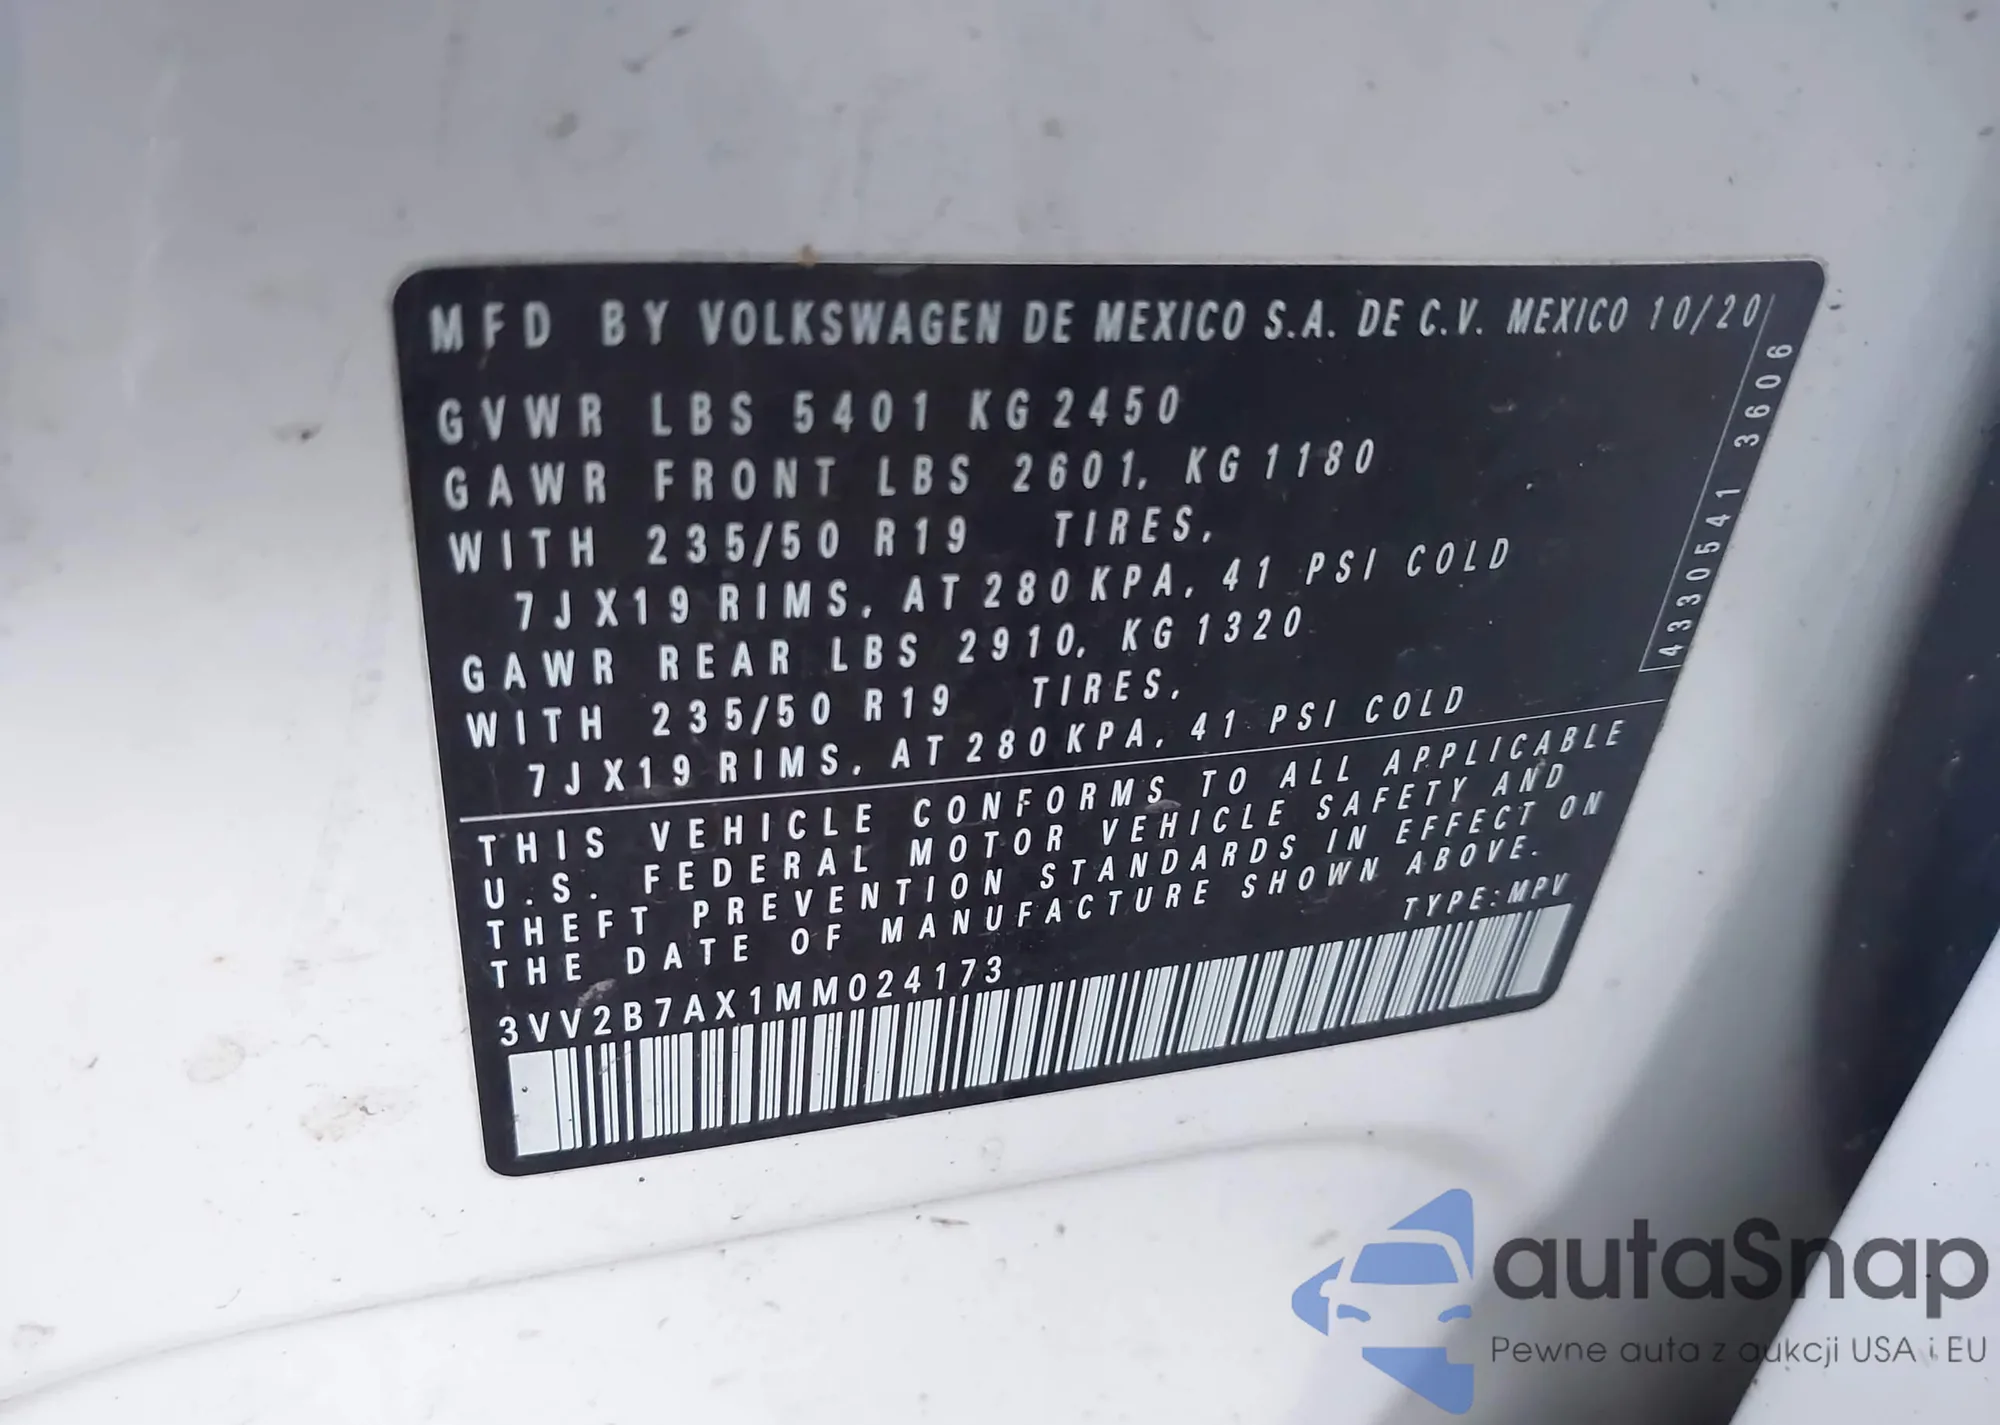 MFD BY VOLKSWAGEN DE MEXICO S.A. DE C.V. MEXICO 10/20
GVWR LBS 5401 KG 2450
GAWR FRONT LBS 2601, KG 1180
WITH 235/50 R19 TIRES,
7J X19 RIMS, AT 280 KPA, 41 PSI COLD
GAWR REAR LBS 2910, KG 1320
WITH 235/50 R19 TIRES,
7J X19 RIMS, AT 280 KPA, 41 PSI COLD
4330541 3606
THIS VEHICLE CONFORMS TO ALL APPLICABLE
U.S. FEDERAL MOTOR VEHICLE SAFETY AND
THEFT PREVENTION STANDARDS IN EFFECT ON
THE DATE OF MANUFACTURE SHOWN ABOVE.
TYPE: MPV
3VV2B7AX1MM024173
autaSnap
Pewne auta z aukcji USA i EU